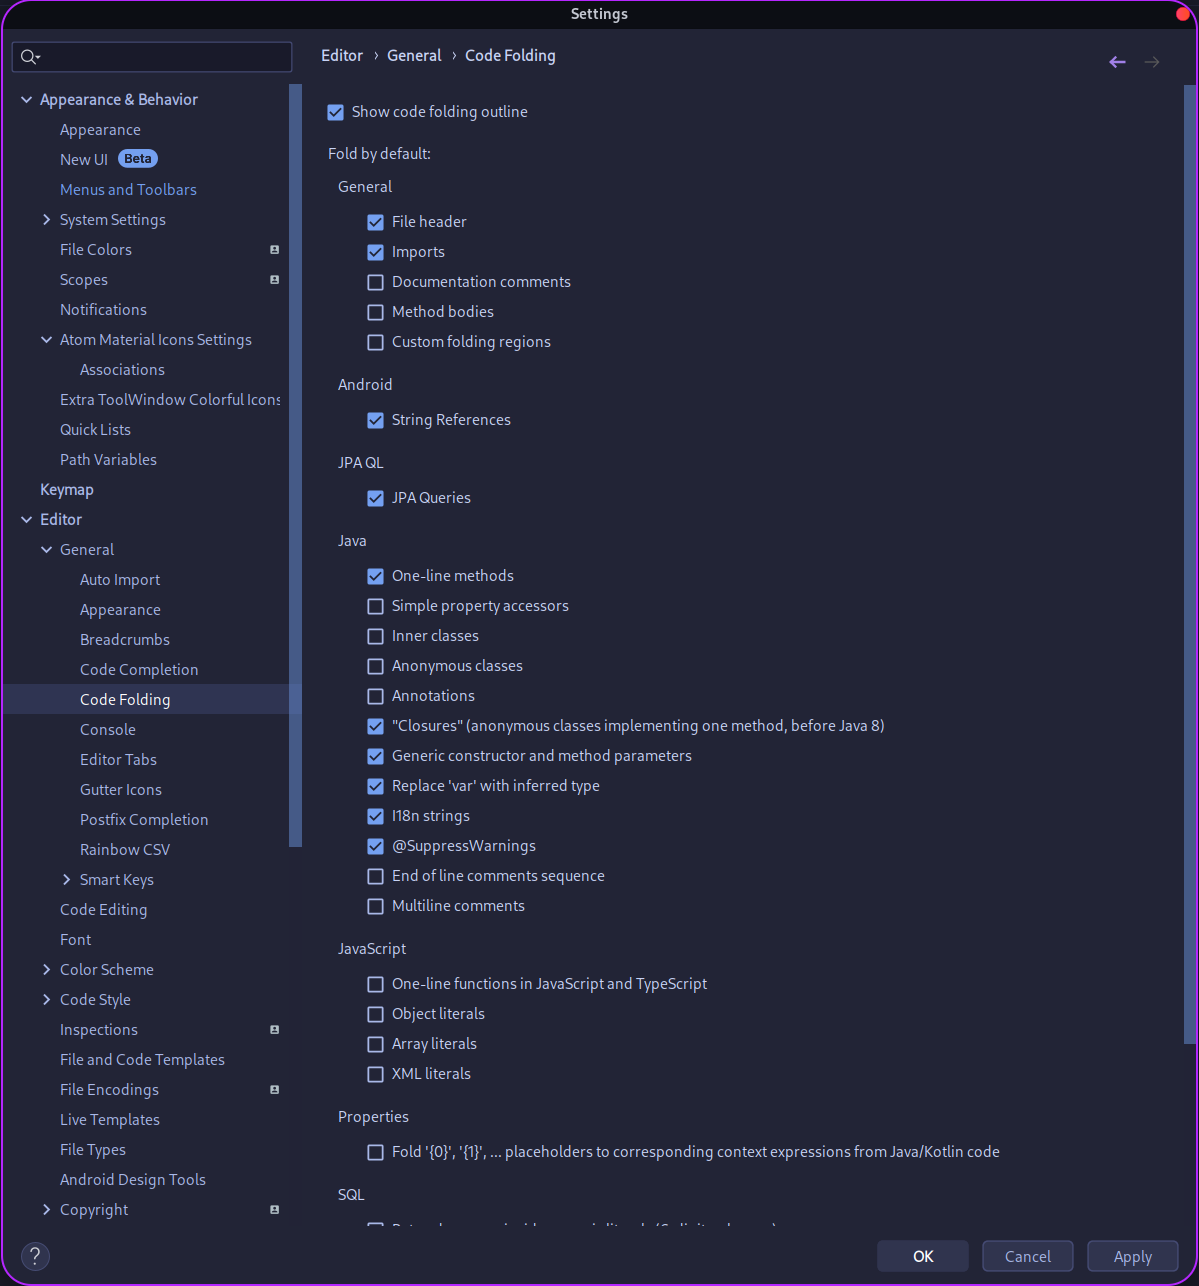 Settings
Editor › General › Code Folding
Appearance & Behavior
Appearance
New UI Beta
Menus and Toolbars
System Settings
File Colors
Scopes
Notifications
Atom Material Icons Settings
Associations
Extra ToolWindow Colorful Icons
Quick Lists
Path Variables
Keymap
Editor
General
Auto Import
Appearance
Breadcrumbs
Code Completion
Code Folding
Console
Editor Tabs
Gutter Icons
Postfix Completion
Rainbow CSV
Smart Keys
Code Editing
Font
Color Scheme
Code Style
Inspections
File and Code Templates
File Encodings
Live Templates
File Types
Android Design Tools
Copyright
Show code folding outline
Fold by default:
General
File header
Imports
Documentation comments
Method bodies
Custom folding regions
Android
String References
JPA QL
JPA Queries
Java
One-line methods
Simple property accessors
Inner classes
Anonymous classes
Annotations
"Closures" (anonymous classes implementing one method, before Java 8)
Generic constructor and method parameters
Replace 'var' with inferred type
I18n strings
@SuppressWarnings
End of line comments sequence
Multiline comments
JavaScript
One-line functions in JavaScript and TypeScript
Object literals
Array literals
XML literals
Properties
Fold '{0}', '{1}', ... placeholders to corresponding context expressions from Java/Kotlin code
SQL
?
OK
Cancel
Apply